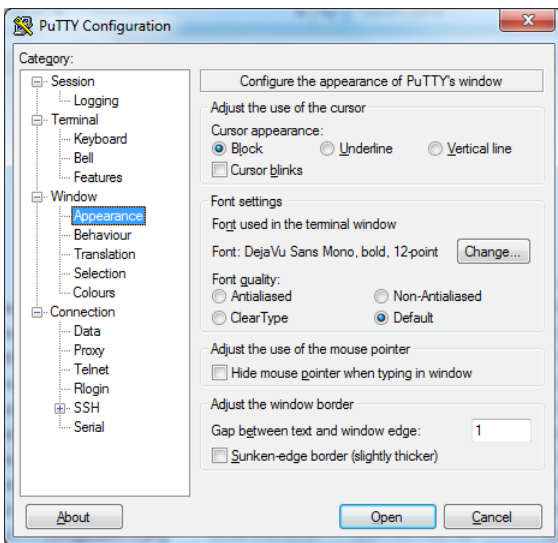 PuTTY Configuration
Category:
Session
Logging
Terminal
Keyboard
Bell
Features
Window
Appearance
Behaviour
Translation
Selection
Colours
Connection
Data
Proxy
Telnet
Rlogin
SSH
Serial
Configure the appearance of PuTTY's window
Adjust the use of the cursor
Cursor appearance:
Block Underline Vertical line
Cursor blinks
Font settings
Font used in the terminal window
Font: DejaVu Sans Mono, bold, 12-point Change...
Font quality:
Antialiased Non-Antialiased
ClearType Default
Adjust the use of the mouse pointer
Hide mouse pointer when typing in window
Adjust the window border
Gap between text and window edge: 1
Sunken-edge border (slightly thicker)
About Open Cancel